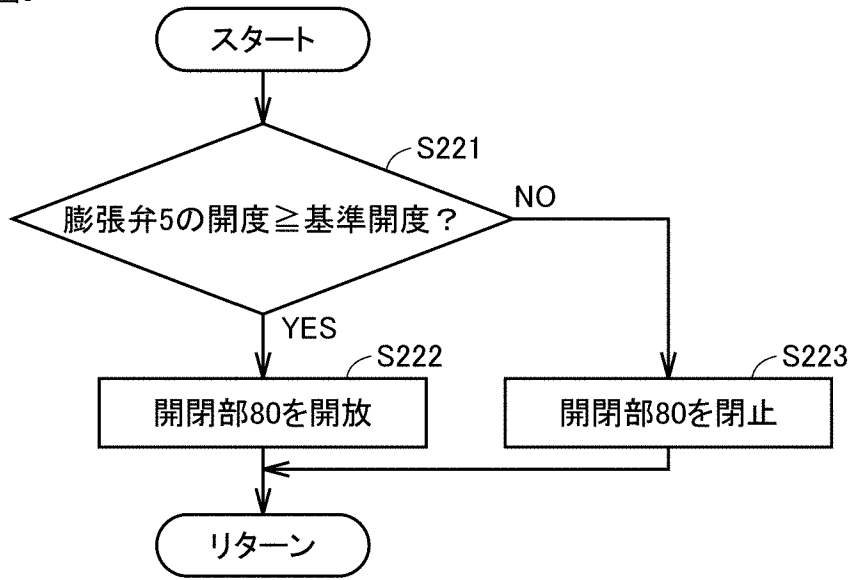 スタート
S221
膨張弁5の開度≧基準開度？
NO
YES
S222
S223
開閉部80を開放
開閉部80を閉止
リターン